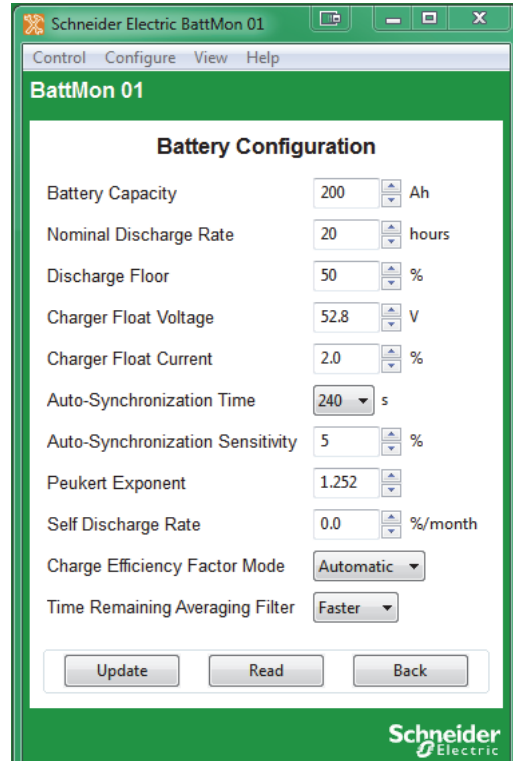 Schneider Electric BattMon 01
Control Configure View Help
BattMon 01
Battery Configuration
Battery Capacity 200 Ah
Nominal Discharge Rate 20 hours
Discharge Floor 50 %
Charger Float Voltage 52.8 V
Charger Float Current 2.0 %
Auto-Synchronization Time 240 s
Auto-Synchronization Sensitivity 5 %
Peukert Exponent 1.252
Self Discharge Rate 0.0 %/month
Charge Efficiency Factor Mode Automatic
Time Remaining Averaging Filter Faster
Update Read Back
Schneider
Electric